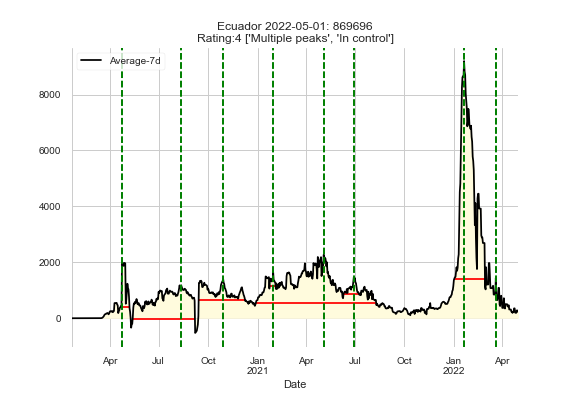 Ecuador 2022-05-01: 869696
Rating:4 ['Multiple peaks', 'In control']
Average-7d
8000
6000
4000
2000
0
Apr Jul Oct Jan Apr Jul Oct Jan Apr
2021 2022
Date